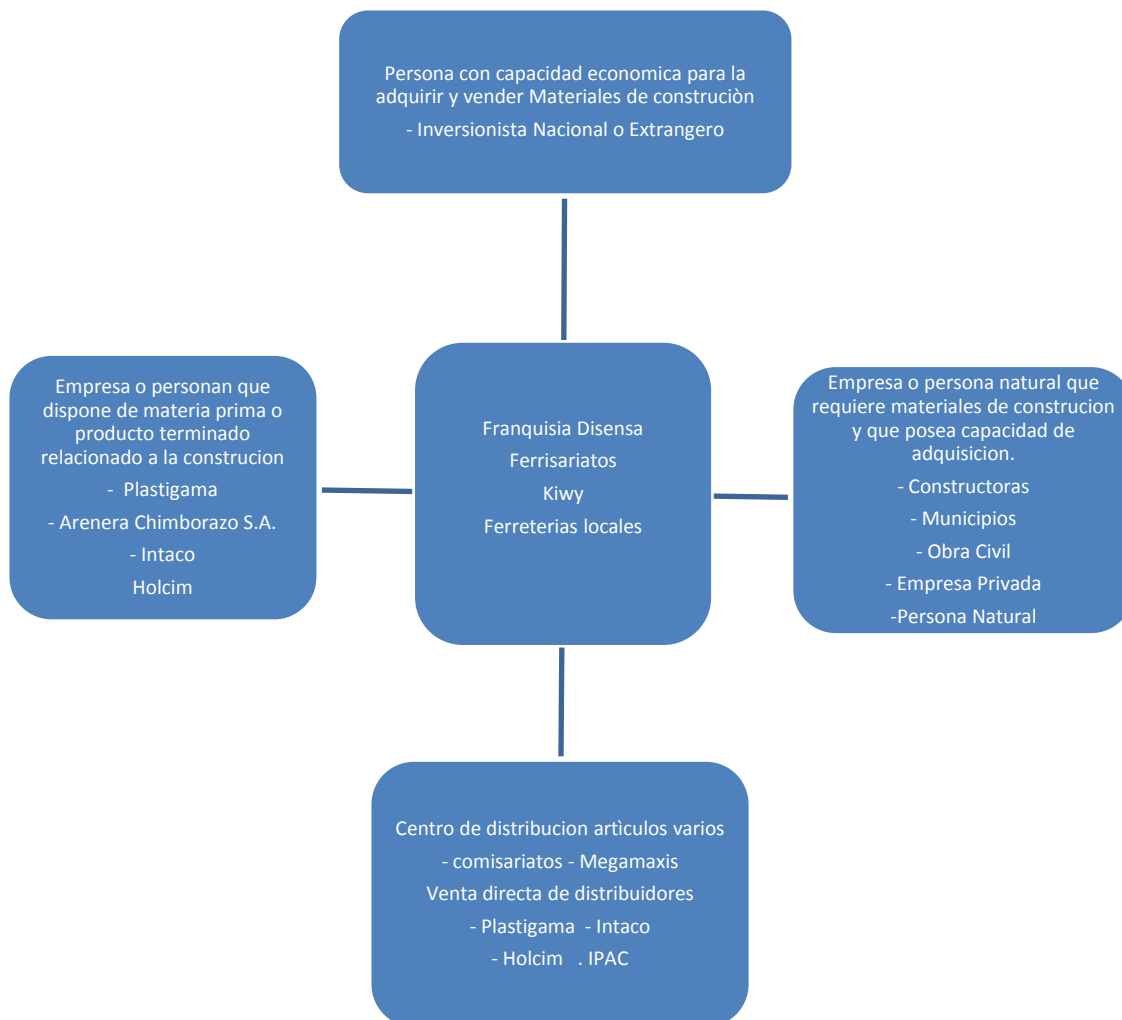 Persona con capacidad economica para la
adquirir y vender Materiales de construciòn
- Inversionista Nacional o Extrangero
Empresa o personan que
dispone de materia prima o
producto terminado
relacionado a la construcion
- Plastigama
- Arenera Chimborazo S.A.
- Intaco
Holcim
Franquisia Disensa
Ferrisariatos
Kiwy
Ferreterias locales
Empresa o persona natural que
requiere materiales de construcion
y que posea capacidad de
adquisicion.
- Constructoras
- Municipios
- Obra Civil
- Empresa Privada
-Persona Natural
Centro de distribucion artìculos varios
- comisariatos - Megamaxis
Venta directa de distribuidores
- Plastigama - Intaco
- Holcim . IPAC